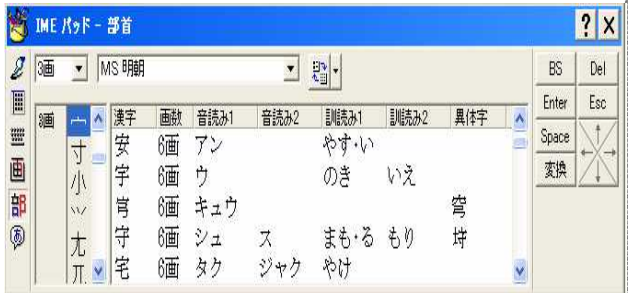 IME パッド - 部首
3画 MS 明朝
BS Del
Enter Esc
Space
変換
3画
宀
寸
小
尢
漢字 画数 音読み1 音読み2 訓読み1 訓読み2 異体字
安 6画 アン やす・い
宇 6画 ウ のき いえ
6画 キュウ
守 6画 シュ ス まも・る もり
宅 6画 タク ジャク やけ
画
部
あ